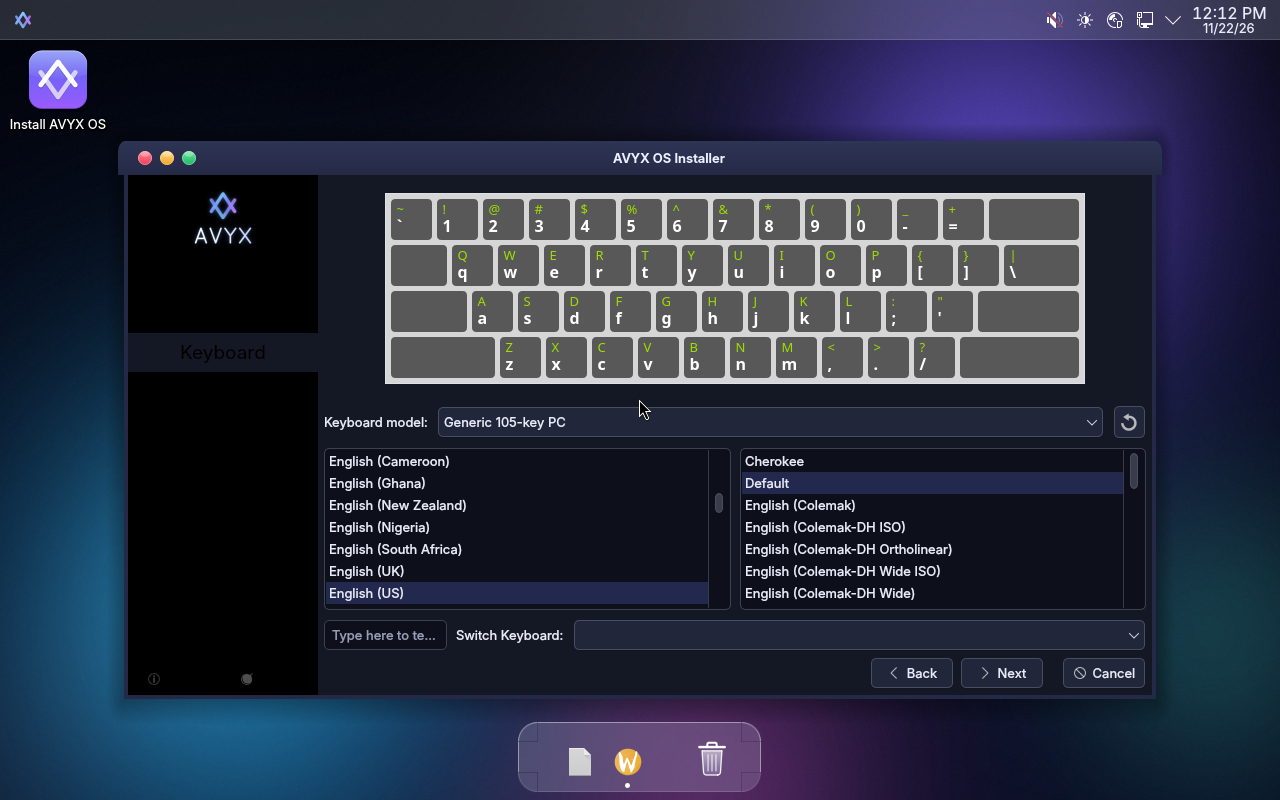 12:12 PM
11/22/26
Install AVYX OS
AVYX OS Installer
AVYX
Keyboard
~ ! @ # $ % ^ & * ( ) _ +
` 1 2 3 4 5 6 7 8 9 0 - =
Q W E R T Y U I O P { } |
q w e r t y u i o p [ ] \
A S D F G H J K L : "
a s d f g h j k l ; '
Z X C V B N M < > ?
z x c v b n m , . /
Keyboard model: Generic 105-key PC
English (Cameroon)
English (Ghana)
English (New Zealand)
English (Nigeria)
English (South Africa)
English (UK)
English (US)
Cherokee
Default
English (Colemak)
English (Colemak-DH ISO)
English (Colemak-DH Ortholinear)
English (Colemak-DH Wide ISO)
English (Colemak-DH Wide)
Type here to te...
Switch Keyboard:
Back
Next
Cancel
W